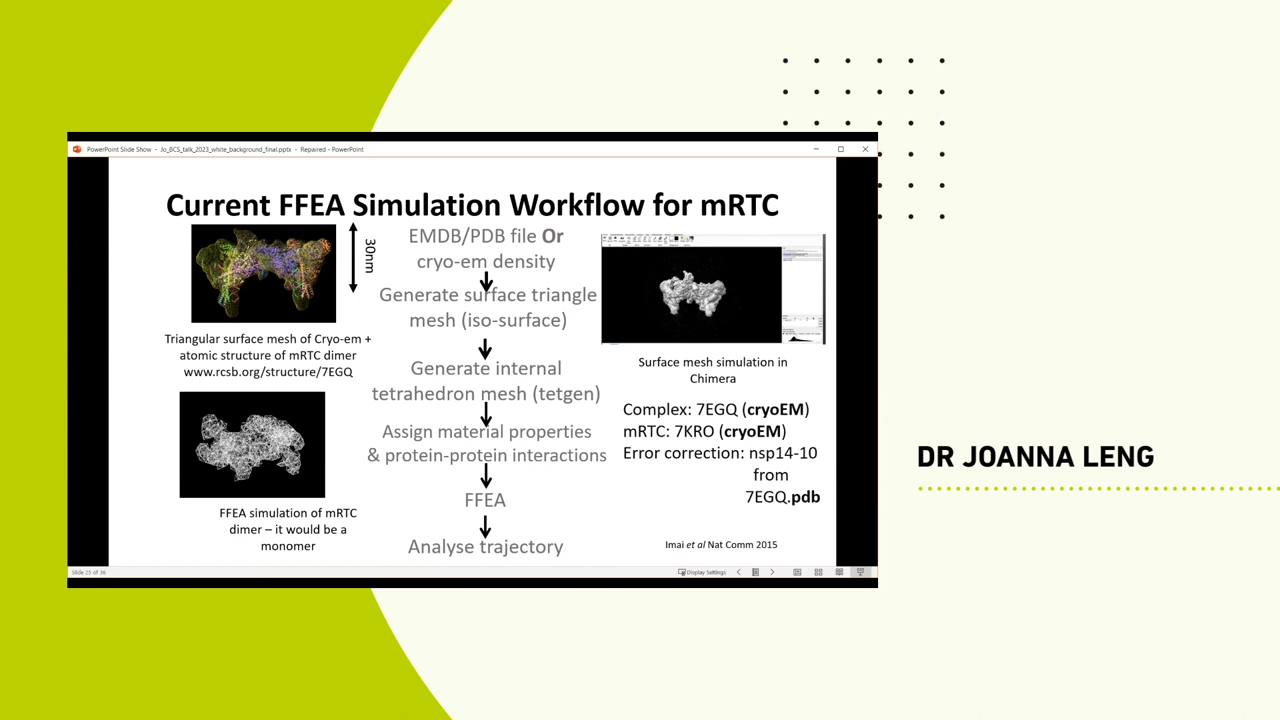 PowerPoint Slide Show - Jo_BCS_talk_2023_white_background_final.pptx - Repaired - PowerPoint
Current FFEA Simulation Workflow for mRTC
30nm
Triangular surface mesh of Cryo-em +
atomic structure of mRTC dimer
www.rcsb.org/structure/7EGQ
FFEA simulation of mRTC
dimer – it would be a
monomer
EMDB/PDB file Or
cryo-em density
Generate surface triangle
mesh (iso-surface)
Generate internal
tetrahedron mesh (tetgen)
Assign material properties
& protein-protein interactions
FFEA
Analyse trajectory
Surface mesh simulation in
Chimera
Complex: 7EGQ (cryoEM)
mRTC: 7KRO (cryoEM)
Error correction: nsp14-10
from
7EGQ.pdb
Imai et al Nat Comm 2015
Slide 25 of 36
Display Settings
DR JOANNA LENG